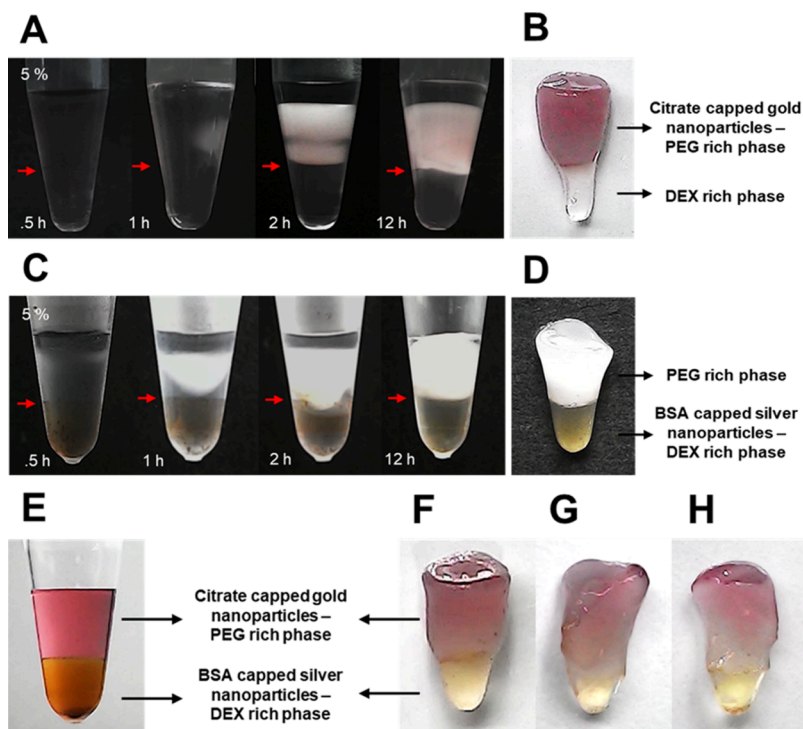 A
B
5 %
.5 h
1 h
2 h
12 h
Citrate capped gold
nanoparticles –
PEG rich phase
DEX rich phase
C
D
5 %
.5 h
1 h
2 h
12 h
PEG rich phase
BSA capped silver
nanoparticles –
DEX rich phase
E
F
G
H
Citrate capped gold
nanoparticles –
PEG rich phase
BSA capped silver
nanoparticles –
DEX rich phase